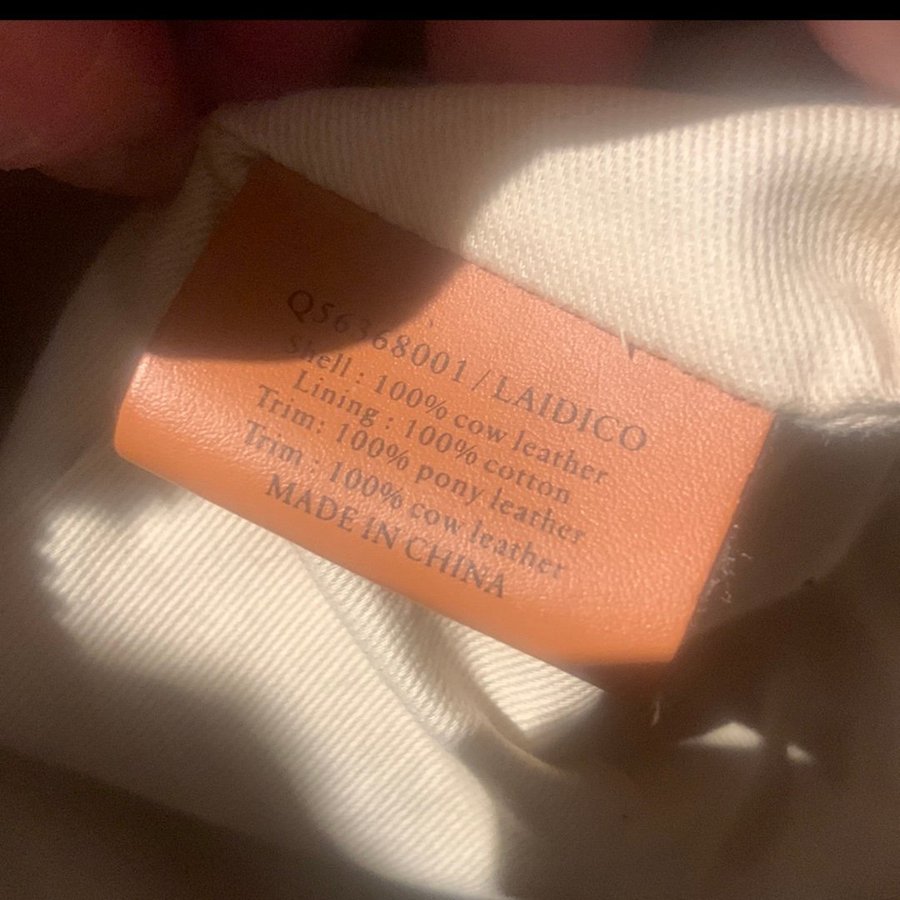 Q56368001/LAIDICO
Shell : 100% cow leather
Lining : 100% cotton
Trim: 100% pony leather
Trim : 100% cow leather
MADE IN CHINA